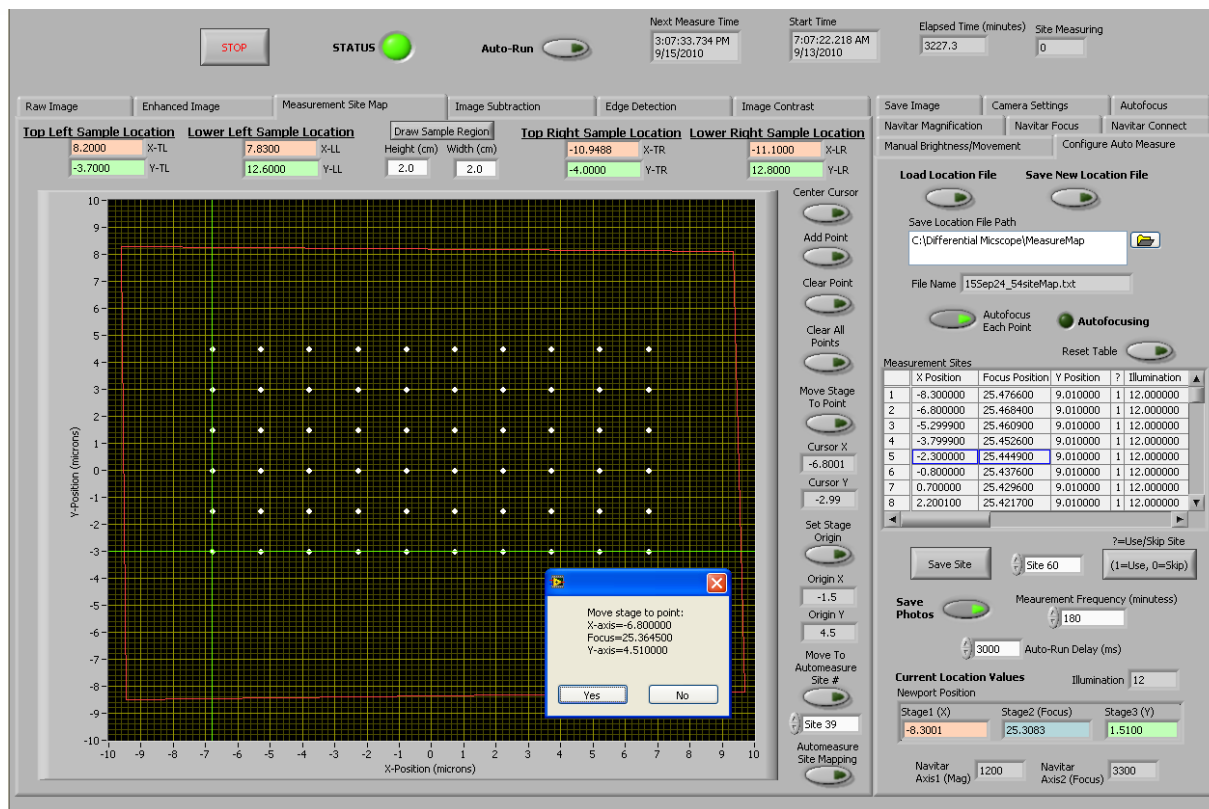 STOP
STATUS
Auto-Run
Next Measure Time
3:07:33.734 PM
9/15/2010
Start Time
7:07:22.218 AM
9/13/2010
Elapsed Time (minutes)
3227.3
Site Measuring
0
Raw Image
Enhanced Image
Measurement Site Map
Image Subtraction
Edge Detection
Image Contrast
Top Left Sample Location
8.2000 X-TL
-3.7000 Y-TL
Lower Left Sample Location
7.8300 X-LL
12.6000 Y-LL
Draw Sample Region
Height (cm) Width (cm)
2.0 2.0
Top Right Sample Location
-10.9488 X-TR
-4.0000 Y-TR
Lower Right Sample Location
-11.1000 X-LR
12.8000 Y-LR
Y-Position (microns)
10
9
8
7
6
5
4
3
2
1
0
-1
-2
-3
-4
-5
-6
-7
-8
-9
-10
-10 -9 -8 -7 -6 -5 -4 -3 -2 -1 0 1 2 3 4 5 6 7 8 9 10
X-Position (microns)
Move stage to point:
X-axis=-6.800000
Focus=25.364500
Y-axis=4.510000
Yes
No
Center Cursor
Add Point
Clear Point
Clear All
Points
Move Stage
To Point
Cursor X
-6.8001
Cursor Y
-2.99
Set Stage
Origin
Origin X
-1.5
Origin Y
4.5
Move To
Automeasure
Site #
Site 39
Automeasure
Site Mapping
Save Image
Camera Settings
Autofocus
Navitar Magnification
Navitar Focus
Navitar Connect
Manual Brightness/Movement
Configure Auto Measure
Load Location File
Save New Location File
Save Location File Path
C:\Differential Micscope\MeasureMap
File Name 15Sep24_54siteMap.txt
Autofocus
Each Point
Autofocusing
Reset Table
Measurement Sites
X Position Focus Position Y Position ? Illumination
1 -8.300000 25.476600 9.010000 1 12.000000
2 -6.800000 25.468400 9.010000 1 12.000000
3 -5.299900 25.460900 9.010000 1 12.000000
4 -3.799900 25.452600 9.010000 1 12.000000
5 -2.300000 25.444900 9.010000 1 12.000000
6 -0.800000 25.437600 9.010000 1 12.000000
7 0.700000 25.429600 9.010000 1 12.000000
8 2.200100 25.421700 9.010000 1 12.000000
Save Site
Site 60
?=Use/Skip Site
(1=Use, 0=Skip)
Save
Photos
Meaurement Frequency (minutess)
180
3000 Auto-Run Delay (ms)
Current Location Values
Illumination 12
Newport Position
Stage1 (X) Stage2 (Focus) Stage3 (Y)
-8.3001 25.3083 1.5100
Navitar
Axis1 (Mag)
1200
Navitar
Axis2 (Focus)
3300